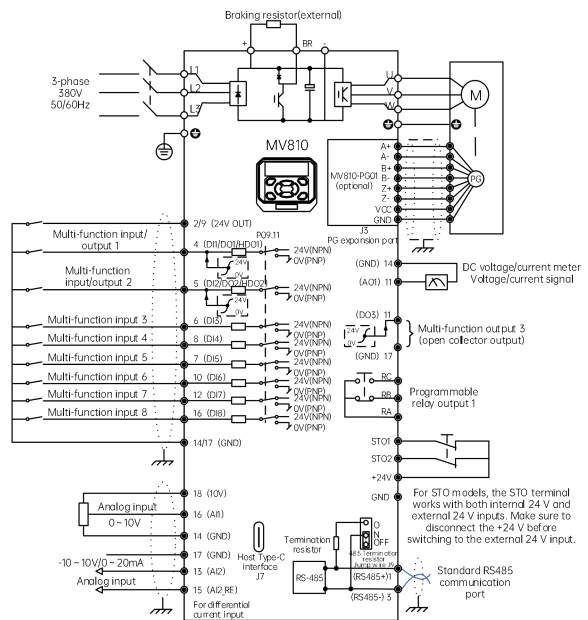 Braking resistor(external)
+
BR
-
L1
L2
L3
3-phase
380V
50/60Hz
U
V
W
M
MV810
MV810-PG01
(optional)
A+
A-
B+
B-
Z+
Z-
VCC
GND
PG
J3
PG expansion port
2/9 (24V OUT)
Multi-function input/
output 1
4 (DI1/DO1/HDO1)
P09.11
24V(NPN)
0V(PNP)
24V
0V
Multi-function
input/output 2
5 (DI2/DO2/HDO2)
24V(NPN)
0V(PNP)
24V
0V
Multi-function input 3
6 (DI3)
24V(NPN)
0V(PNP)
Multi-function input 4
8 (DI4)
24V(NPN)
0V(PNP)
Multi-function input 5
7 (DI5)
24V(NPN)
0V(PNP)
Multi-function input 6
10 (DI6)
24V(NPN)
0V(PNP)
Multi-function input 7
12 (DI7)
24V(NPN)
0V(PNP)
Multi-function input 8
16 (DI8)
24V(NPN)
0V(PNP)
14/17 (GND)
(GND) 14
(AO1) 11
DC voltage/current meter
Voltage/current signal
(DO3) 11
24V
0V
(GND) 17
Multi-function output 3
(open collector output)
RC
RB
RA
Programmable
relay output 1
STO1
STO2
+24V
GND
For STO models, the STO terminal
works with both internal 24 V and
external 24 V inputs. Make sure to
disconnect the +24 V before
switching to the external 24 V input.
18 (10V)
Analog input
0~10V
16 (AI1)
14 (GND)
17 (GND)
-10 ~ 10V/0 ~ 20mA
13 (AI2)
Analog input
15 (AI2_RE)
For differential
current input
Host Type-C
interface
J7
Termination
resistor
O
N
OFF
485 Termination
resistor
Jump wire J9
RS-485
(RS485+)1
(RS485-) 3
Standard RS485
communication
port